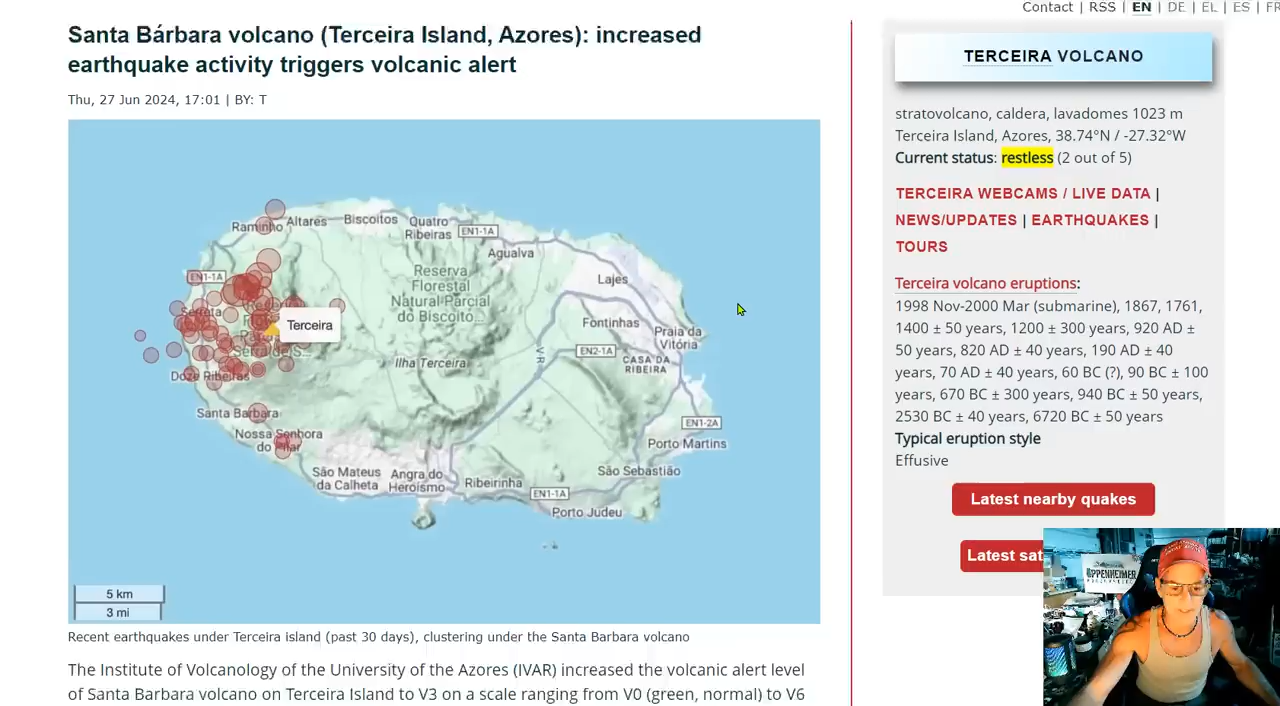 Contact | RSS | EN | DE | EL | ES | FR
Santa Bárbara volcano (Terceira Island, Azores): increased
earthquake activity triggers volcanic alert
Thu, 27 Jun 2024, 17:01 | BY: T
Raminho
Altares
Biscoitos
Quatro
Ribeiras
EN1-1A
Agualva
EN1-1A
Reserva
Florestal
Natural Parcial
do Biscoito...
Lajes
Serreta
Terceira
Fontinhas
Praia da
Vitória
EN2-1A
CASA DA
RIBEIRA
VR
Ilha Terceira
Doze Ribeiras
Santa Barbara
Nossa Senhora
do Pilar
EN1-2A
Porto Martins
São Mateus
da Calheta
Angra do
Heroísmo
Ribeirinha
São Sebastião
EN1-1A
Porto Judeu
5 km
3 mi
Recent earthquakes under Terceira island (past 30 days), clustering under the Santa Barbara volcano
The Institute of Volcanology of the University of the Azores (IVAR) increased the volcanic alert level
of Santa Barbara volcano on Terceira Island to V3 on a scale ranging from V0 (green, normal) to V6
TERCEIRA VOLCANO
stratovolcano, caldera, lavadomes 1023 m
Terceira Island, Azores, 38.74°N / -27.32°W
Current status: restless (2 out of 5)
TERCEIRA WEBCAMS / LIVE DATA |
NEWS/UPDATES | EARTHQUAKES |
TOURS
Terceira volcano eruptions:
1998 Nov-2000 Mar (submarine), 1867, 1761,
1400 ± 50 years, 1200 ± 300 years, 920 AD ±
50 years, 820 AD ± 40 years, 190 AD ± 40
years, 70 AD ± 40 years, 60 BC (?), 90 BC ± 100
years, 670 BC ± 300 years, 940 BC ± 50 years,
2530 BC ± 40 years, 6720 BC ± 50 years
Typical eruption style
Effusive
Latest nearby quakes
Latest sat
OPPENHEIMER